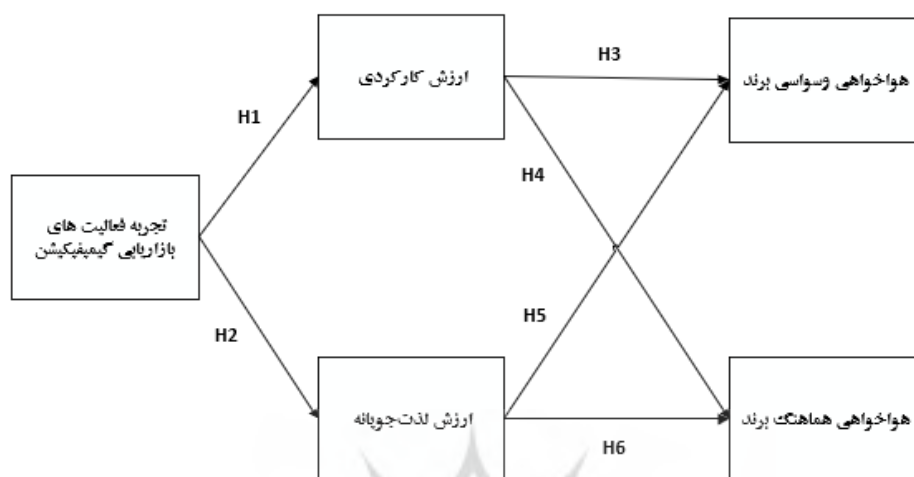 ارزش کارکردی
H3
هواخواهی وسواسی برند
H1
H4
تجربه فعالیت های
بازاریابی گیمیفیکیشن
H2
H5
ارزش لذت‌جویانه
هواخواهی هماهنگ برند
H6